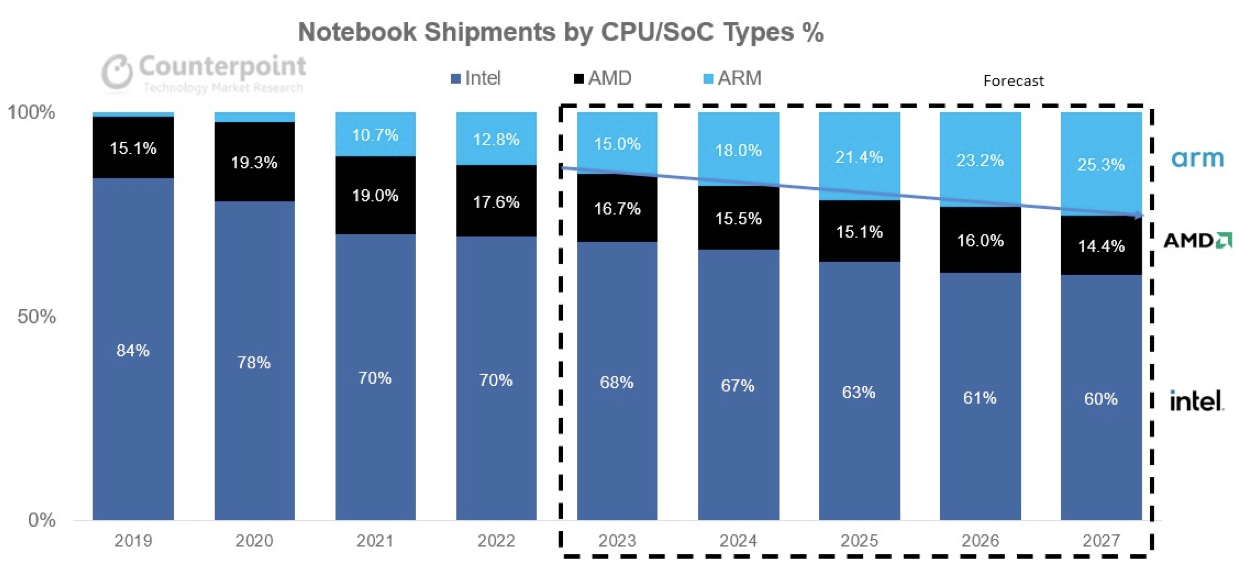 Notebook Shipments by CPU/SoC Types %
Counterpoint
Technology Market Research
Intel AMD ARM
Forecast
100%
50%
0%
15.1% 19.3% 10.7% 12.8% 15.0% 18.0% 21.4% 23.2% 25.3%
19.0% 17.6% 16.7% 15.5% 15.1% 16.0% 14.4%
84% 78% 70% 70% 68% 67% 63% 61% 60%
arm
AMD
intel
2019 2020 2021 2022 2023 2024 2025 2026 2027